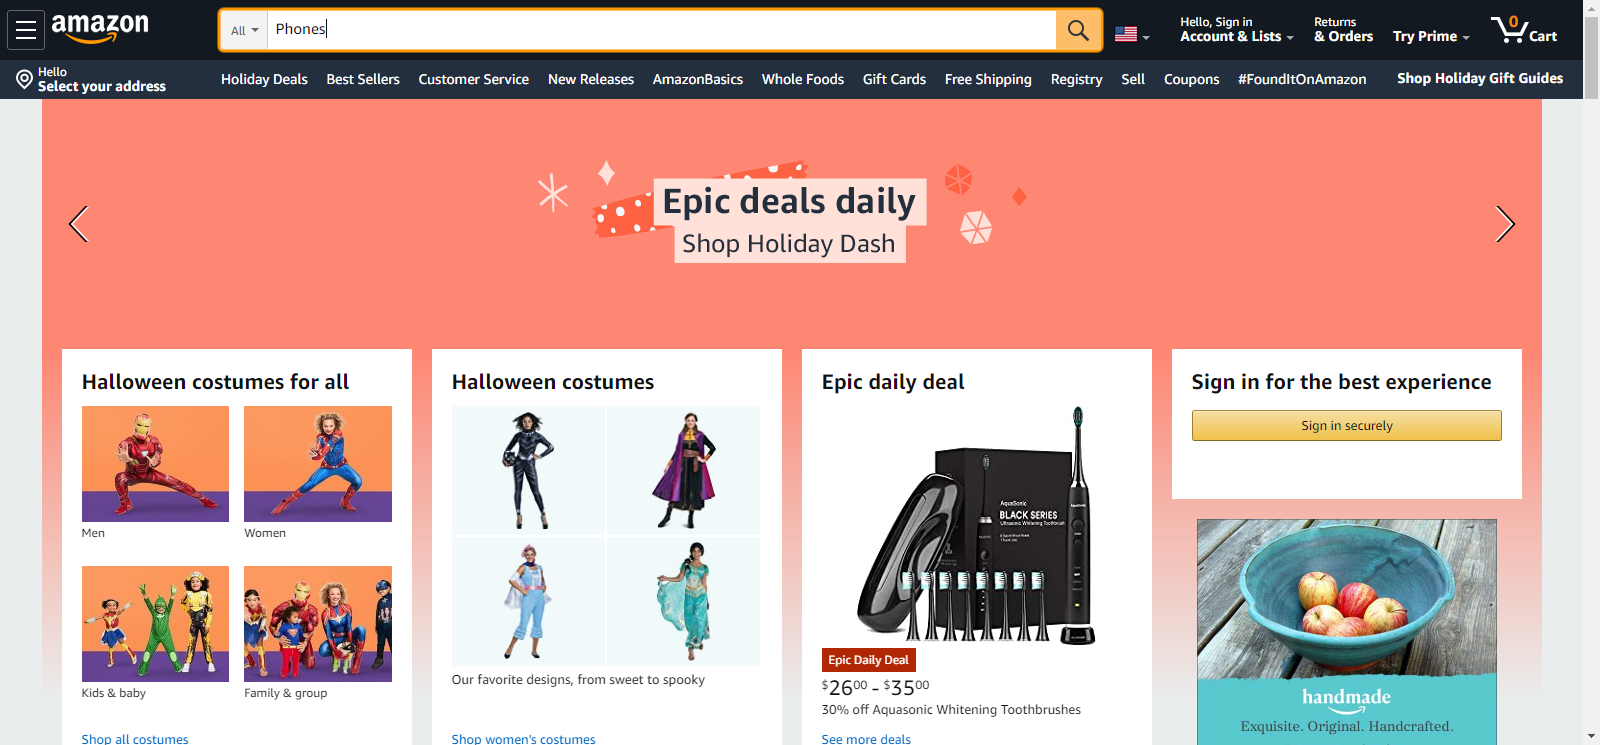 amazon
All
Phones
Hello, Sign in
Account & Lists
Returns
& Orders
Try Prime
0
Cart
Hello
Select your address
Holiday Deals
Best Sellers
Customer Service
New Releases
AmazonBasics
Whole Foods
Gift Cards
Free Shipping
Registry
Sell
Coupons
#FoundItOnAmazon
Shop Holiday Gift Guides
Epic deals daily
Shop Holiday Dash
Halloween costumes for all
Men
Women
Kids & baby
Family & group
Shop all costumes
Halloween costumes
Our favorite designs, from sweet to spooky
Shop women's costumes
Epic daily deal
AquaSonic
BLACK SERIES
Ultrasonic Whitening Toothbrush
Epic Daily Deal
$2600 - $3500
30% off Aquasonic Whitening Toothbrushes
See more deals
Sign in for the best experience
Sign in securely
handmade
Exquisite. Original. Handcrafted.